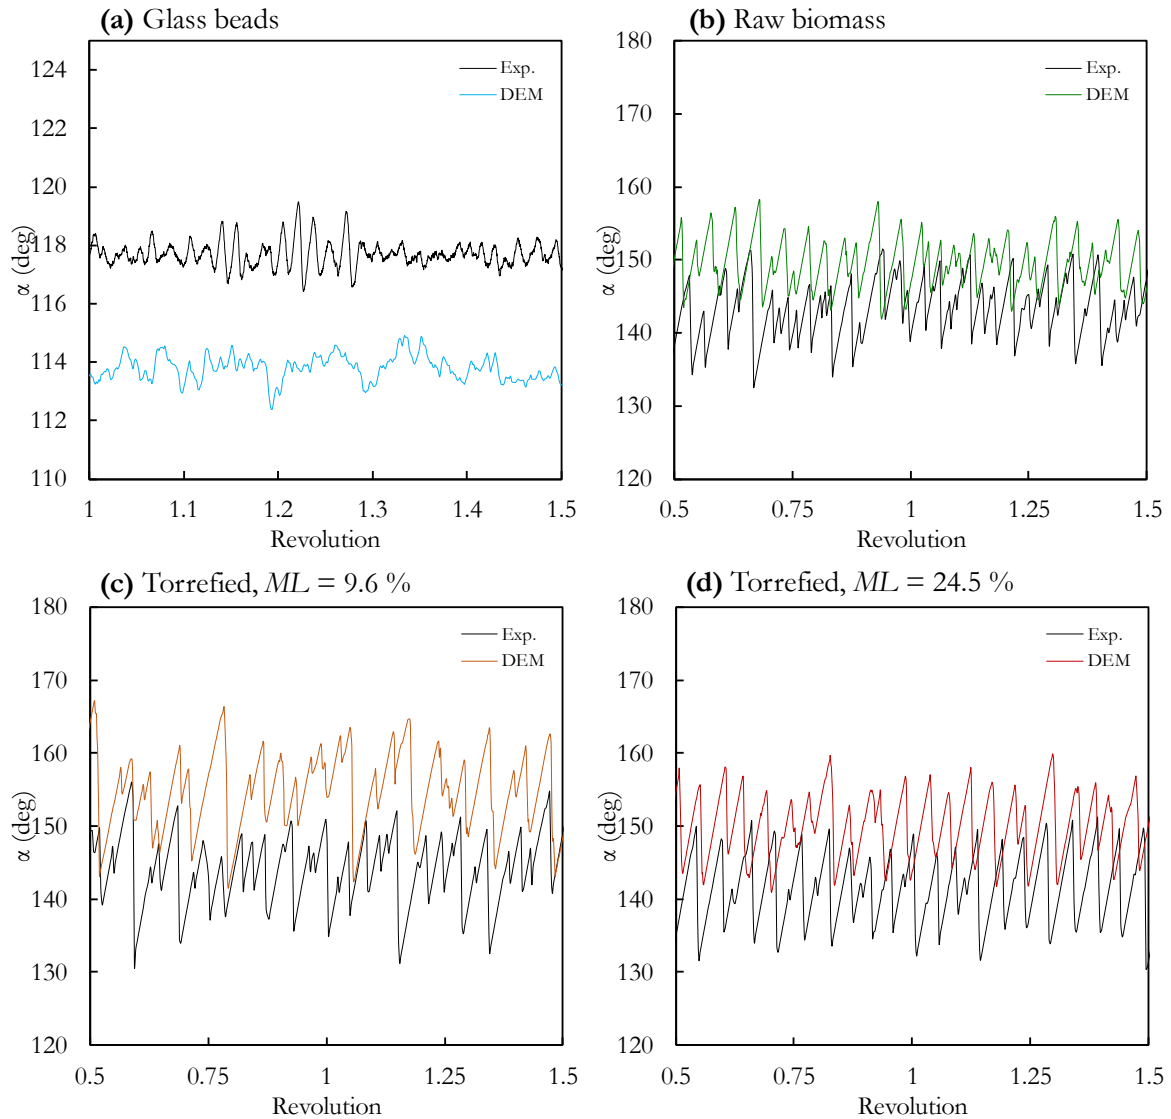 (a) Glass beads
124
122
120
118
116
114
112
110
α (deg)
Exp.
DEM
1
1.1
1.2
1.3
1.4
1.5
Revolution
(b) Raw biomass
180
170
160
150
140
130
120
α (deg)
Exp.
DEM
0.5
0.75
1
1.25
1.5
Revolution
(c) Torrefied, ML = 9.6 %
180
170
160
150
140
130
120
α (deg)
Exp.
DEM
0.5
0.75
1
1.25
1.5
Revolution
(d) Torrefied, ML = 24.5 %
180
170
160
150
140
130
120
α (deg)
Exp.
DEM
0.5
0.75
1
1.25
1.5
Revolution